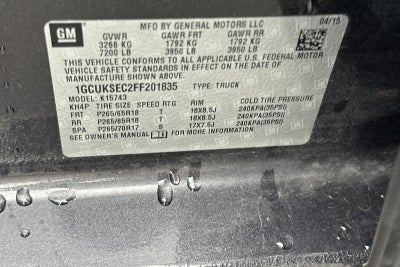 GM
MFD BY GENERAL MOTORS LLC
04/15
GVWR GAWR FRT GAWR RR
3266 KG 1792 KG 1792 KG
7200 LB 3950 LB 3950 LB
THIS VEHICLE CONFORMS TO ALL APPLICABLE U.S. FEDERAL MOTOR
VEHICLE SAFETY STANDARDS IN EFFECT ON THE DATE OF
MANUFACTURE SHOWN ABOVE.
1GCUKSEC2FF201835 TYPE: TRUCK
MODEL: K15743
KH4P TIRE SIZE SPEED RTG RIM COLD TIRE PRESSURE
FRT P265/65R18 T 18X8.5J 240KPA(35PSI)
RR P265/65R18 T 18X8.5J 240KPA(35PSI)
SPA P265/70R17 S 17X7.5J 240KPA(35PSI)
SEE OWNER'S MANUAL FOR MORE INFORMATION.